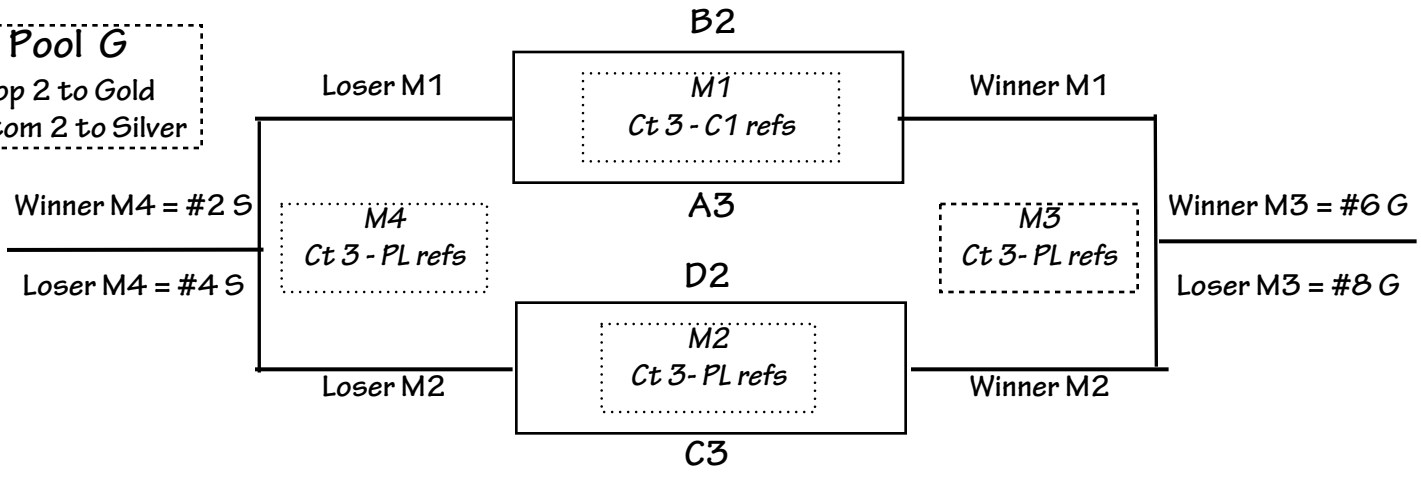 Pool G
op 2 to Gold
tom 2 to Silver
B2
Loser M1
M1
Ct 3 - C1 refs
Winner M1
A3
Winner M4 = #2 S
Loser M4 = #4 S
M4
Ct 3 - PL refs
M3
Ct 3- PL refs
Winner M3 = #6 G
Loser M3 = #8 G
D2
M2
Ct 3- PL refs
Loser M2
Winner M2
C3